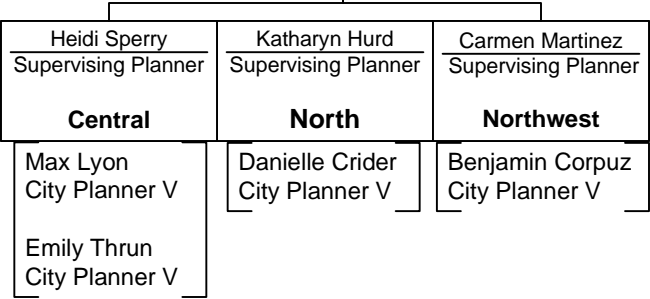 Heidi Sperry
Supervising Planner
Central
Max Lyon
City Planner V
Emily Thrun
City Planner V
Katharyn Hurd
Supervising Planner
North
Danielle Crider
City Planner V
Carmen Martinez
Supervising Planner
Northwest
Benjamin Corpuz
City Planner V